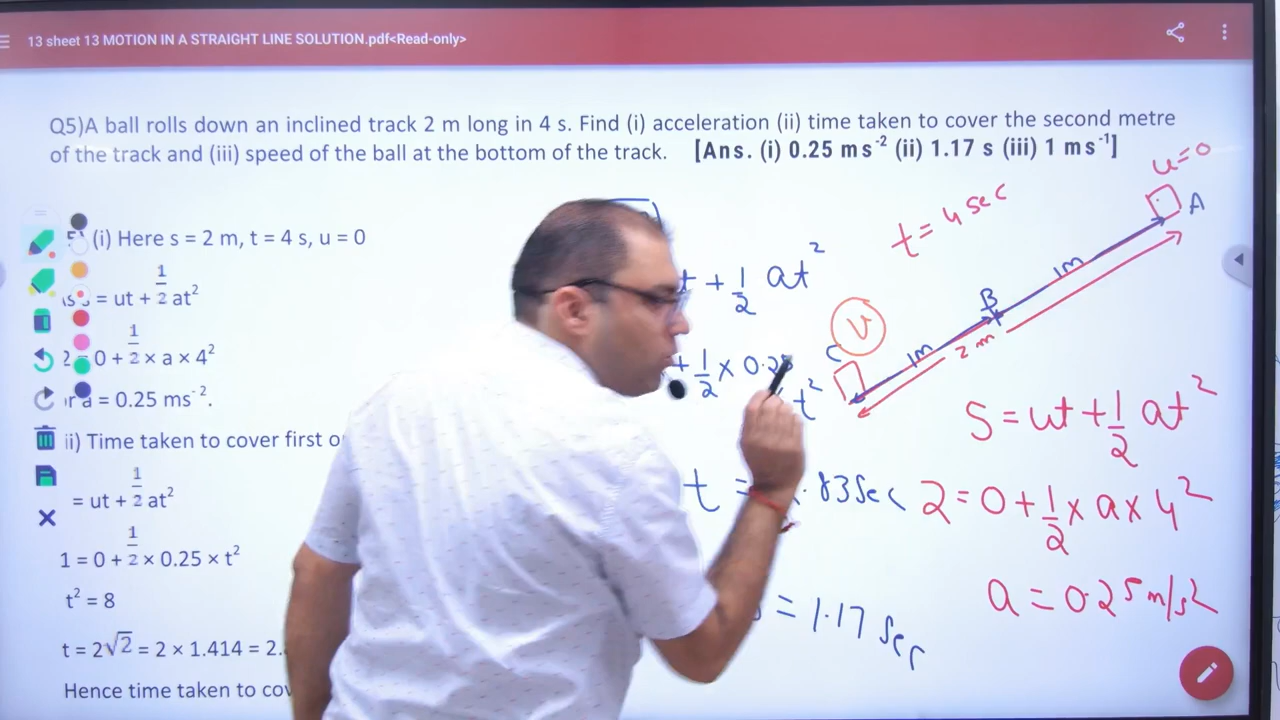 13 sheet 13 MOTION IN A STRAIGHT LINE SOLUTION.pdf<Read-only>
Q5)A ball rolls down an inclined track 2 m long in 4 s. Find (i) acceleration (ii) time taken to cover the second metre
of the track and (iii) speed of the ball at the bottom of the track. [Ans. (i) 0.25 m s⁻² (ii) 1.17 s (iii) 1 ms⁻¹]
(i) Here s = 2 m, t = 4 s, u = 0
= ut + 1/2 at²
0 + 1/2 × a × 4²
a = 0.25 ms⁻².
ii) Time taken to cover first
= ut + 1/2 at²
1 = 0 + 1/2 × 0.25 × t²
t² = 8
t = 2√2 = 2 × 1.414 = 2.
Hence time taken to
t + 1/2 at²
+ 1/2 × 0.25
t²
t = .83 Sec
= 1.17 Sec
t = 4 sec
u=0
A
1m
B
2 m
1m
C
V
S = ut + 1/2 at²
2 = 0 + 1/2 × a × 4²
a = 0.25 m/s²